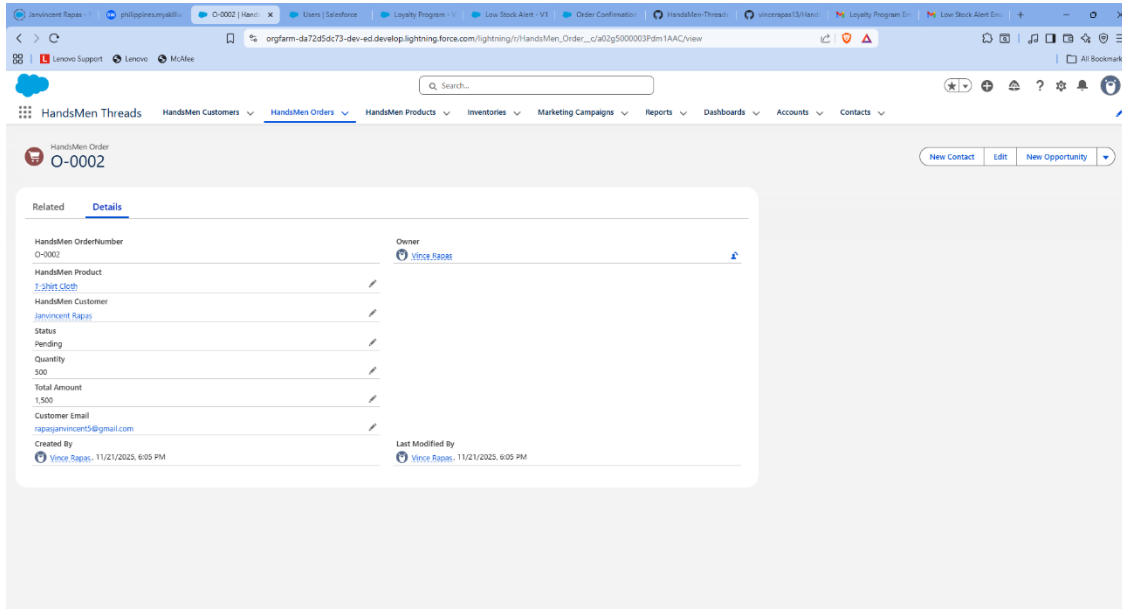 Janvincent Rapas -
philippines.myskillw
O-0002 | Hands
Users | Salesforce
Loyalty Program - V
Low Stock Alert - V1
Order Confirmation
HandsMen-Threads
vincerapas13/Hand
My Loyalty Program Em
My Low Stock Alert Ema
orgfarm-da72d5dc73-dev-ed.develop.lightning.force.com/lightning/r/HandsMen_Order__c/a02g5000003Pdm1AAC/view
Lenovo Support
Lenovo
McAfee
All Bookmark
Search...
HandsMen Threads
HandsMen Customers
HandsMen Orders
HandsMen Products
Inventories
Marketing Campaigns
Reports
Dashboards
Accounts
Contacts
HandsMen Order
O-0002
New Contact
Edit
New Opportunity
Related
Details
HandsMen OrderNumber
O-0002
Owner
Vince Rapas
HandsMen Product
T-Shirt Cloth
HandsMen Customer
Janvincent Rapas
Status
Pending
Quantity
500
Total Amount
1,500
Customer Email
rapasjanvincent5@gmail.com
Created By
Vince Rapas, 11/21/2025, 6:05 PM
Last Modified By
Vince Rapas, 11/21/2025, 6:05 PM